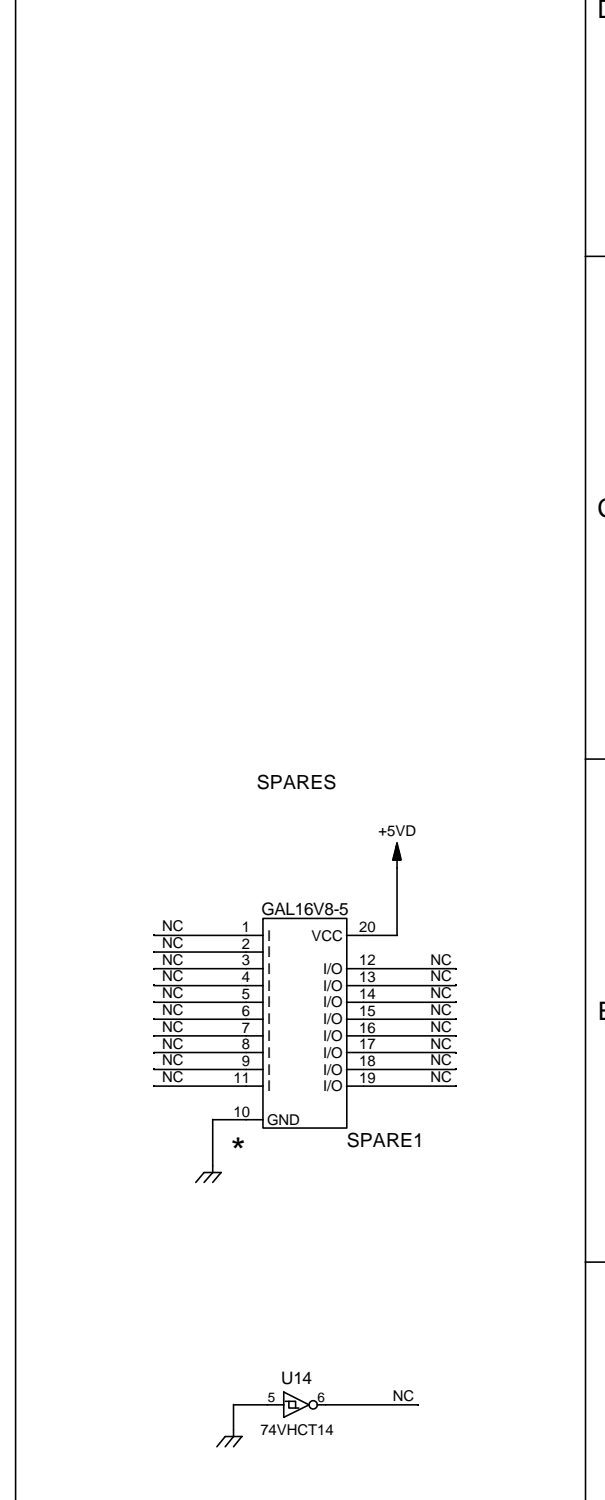 D
C
SPARES
+5VD
GAL16V8-5
NC 1 I VCC 20
NC 2 I
NC 3 I I/O 12 NC
NC 4 I I/O 13 NC
NC 5 I I/O 14 NC
NC 6 I I/O 15 NC
NC 7 I I/O 16 NC
NC 8 I I/O 17 NC
NC 9 I I/O 18 NC
NC 11 I I/O 19 NC
B
10 GND
* SPARE1
U14
5 6 NC
74VHCT14